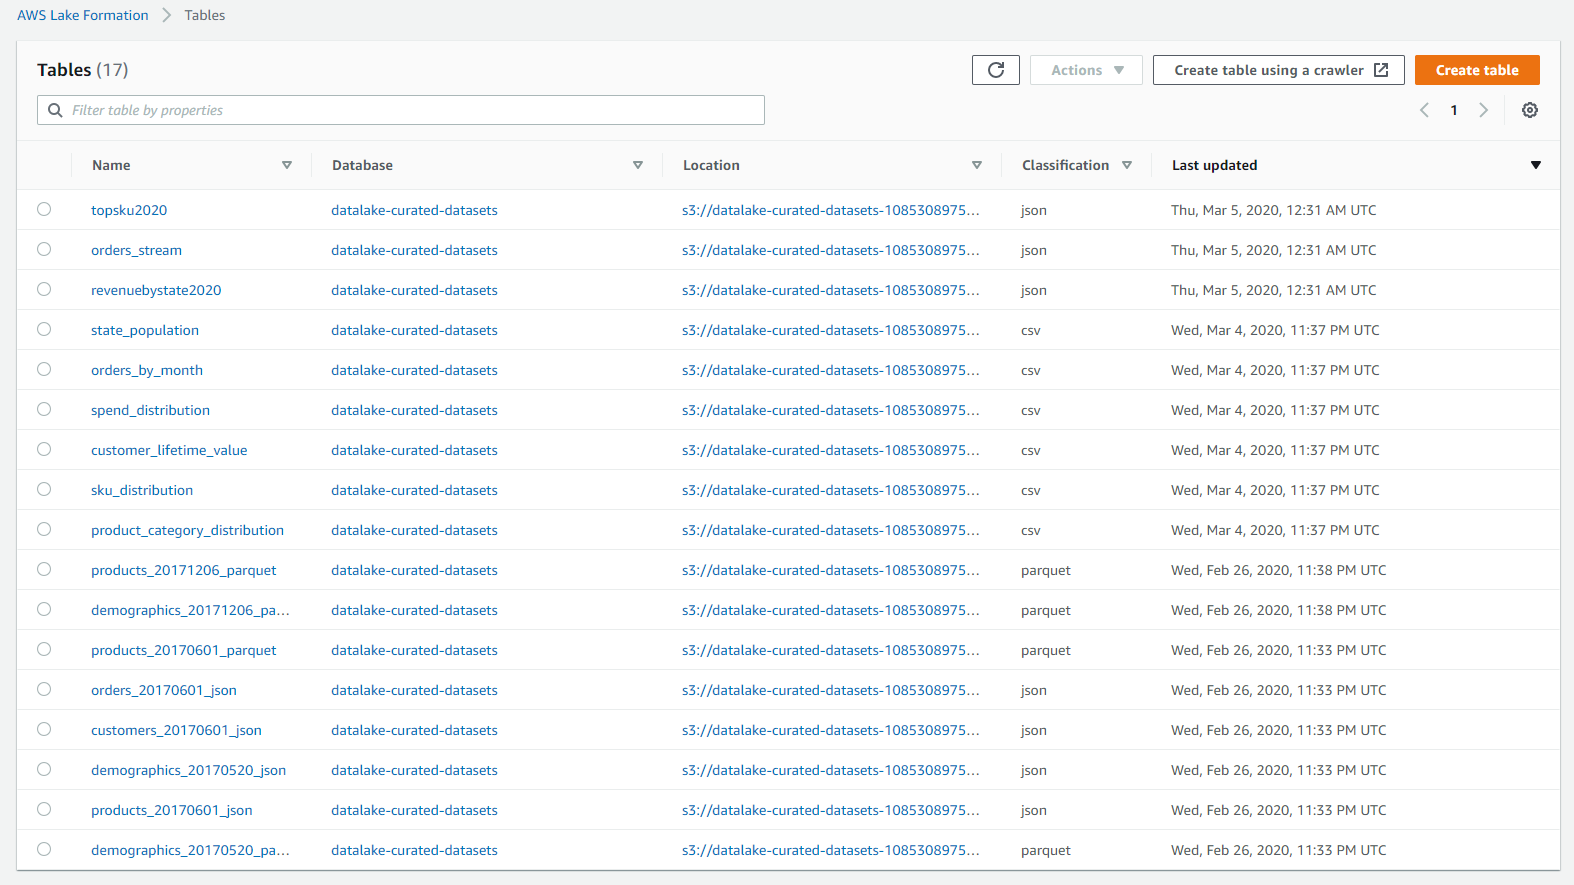 AWS Lake Formation > Tables
Tables (17) Actions Create table using a crawler Create table
Filter table by properties 1
Name Database Location Classification Last updated
topsku2020 datalake-curated-datasets s3://datalake-curated-datasets-1085308975... json Thu, Mar 5, 2020, 12:31 AM UTC
orders_stream datalake-curated-datasets s3://datalake-curated-datasets-1085308975... json Thu, Mar 5, 2020, 12:31 AM UTC
revenuebystate2020 datalake-curated-datasets s3://datalake-curated-datasets-1085308975... json Thu, Mar 5, 2020, 12:31 AM UTC
state_population datalake-curated-datasets s3://datalake-curated-datasets-1085308975... csv Wed, Mar 4, 2020, 11:37 PM UTC
orders_by_month datalake-curated-datasets s3://datalake-curated-datasets-1085308975... csv Wed, Mar 4, 2020, 11:37 PM UTC
spend_distribution datalake-curated-datasets s3://datalake-curated-datasets-1085308975... csv Wed, Mar 4, 2020, 11:37 PM UTC
customer_lifetime_value datalake-curated-datasets s3://datalake-curated-datasets-1085308975... csv Wed, Mar 4, 2020, 11:37 PM UTC
sku_distribution datalake-curated-datasets s3://datalake-curated-datasets-1085308975... csv Wed, Mar 4, 2020, 11:37 PM UTC
product_category_distribution datalake-curated-datasets s3://datalake-curated-datasets-1085308975... csv Wed, Mar 4, 2020, 11:37 PM UTC
products_20171206_parquet datalake-curated-datasets s3://datalake-curated-datasets-1085308975... parquet Wed, Feb 26, 2020, 11:38 PM UTC
demographics_20171206_pa... datalake-curated-datasets s3://datalake-curated-datasets-1085308975... parquet Wed, Feb 26, 2020, 11:38 PM UTC
products_20170601_parquet datalake-curated-datasets s3://datalake-curated-datasets-1085308975... parquet Wed, Feb 26, 2020, 11:33 PM UTC
orders_20170601_json datalake-curated-datasets s3://datalake-curated-datasets-1085308975... json Wed, Feb 26, 2020, 11:33 PM UTC
customers_20170601_json datalake-curated-datasets s3://datalake-curated-datasets-1085308975... json Wed, Feb 26, 2020, 11:33 PM UTC
demographics_20170520_json datalake-curated-datasets s3://datalake-curated-datasets-1085308975... json Wed, Feb 26, 2020, 11:33 PM UTC
products_20170601_json datalake-curated-datasets s3://datalake-curated-datasets-1085308975... json Wed, Feb 26, 2020, 11:33 PM UTC
demographics_20170520_pa... datalake-curated-datasets s3://datalake-curated-datasets-1085308975... parquet Wed, Feb 26, 2020, 11:33 PM UTC